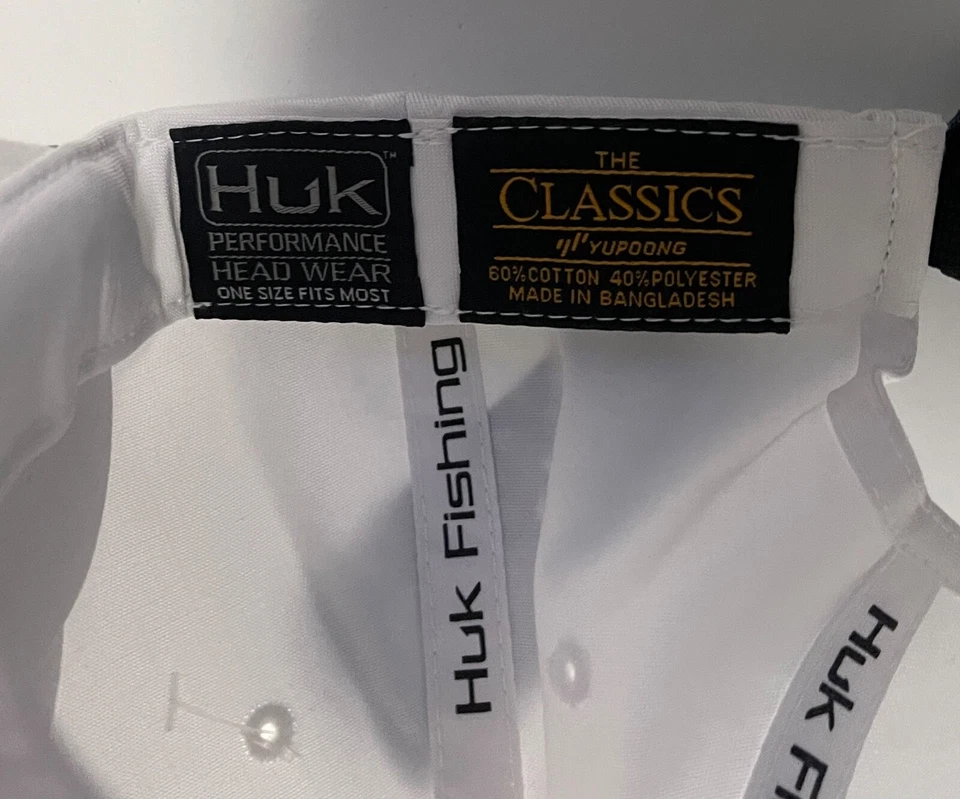 Huk™
PERFORMANCE
HEAD WEAR
ONE SIZE FITS MOST
THE
CLASSICS
YUPOONG
60% COTTON 40% POLYESTER
MADE IN BANGLADESH
Huk Fishing
Huk Fi